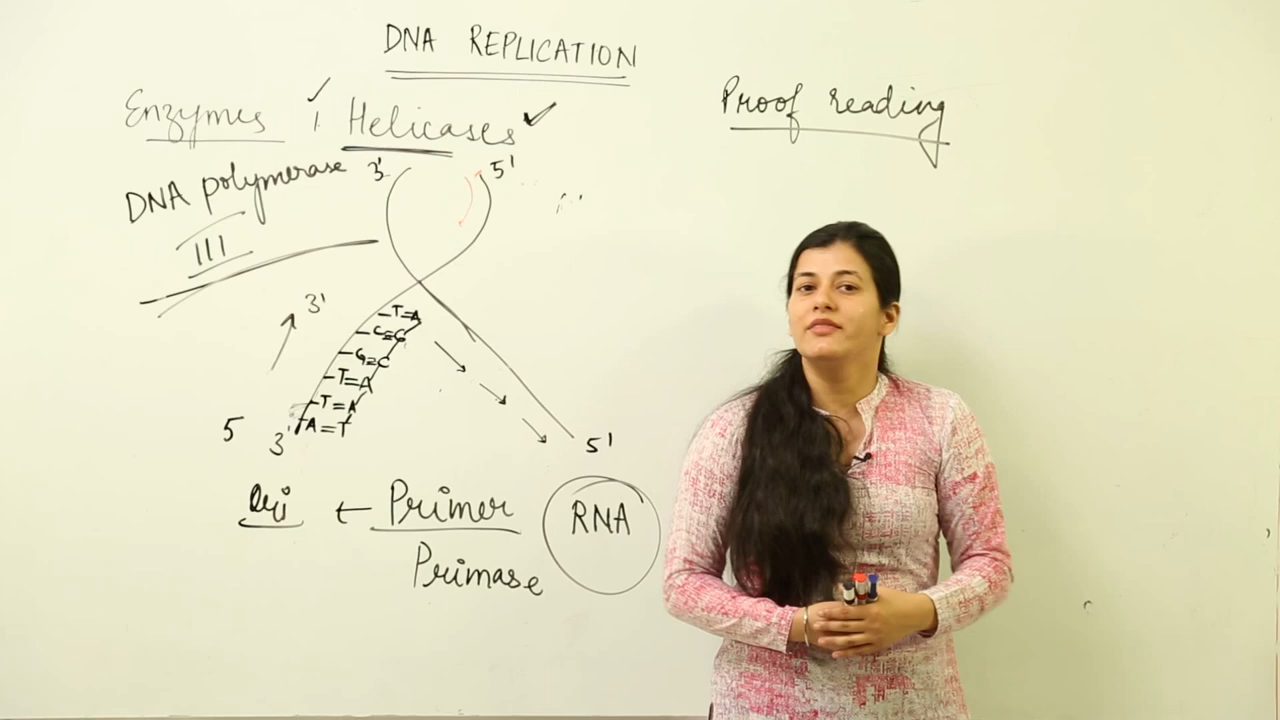 DNA REPLICATION
Enzymes 1. Helicases
Proof reading
DNA polymerase
III
3' 5'
3'
T=A
C≡G
G≡C
T=A
T=A
A=T
5 3'
5'
Ori ← Primer
RNA
Primase